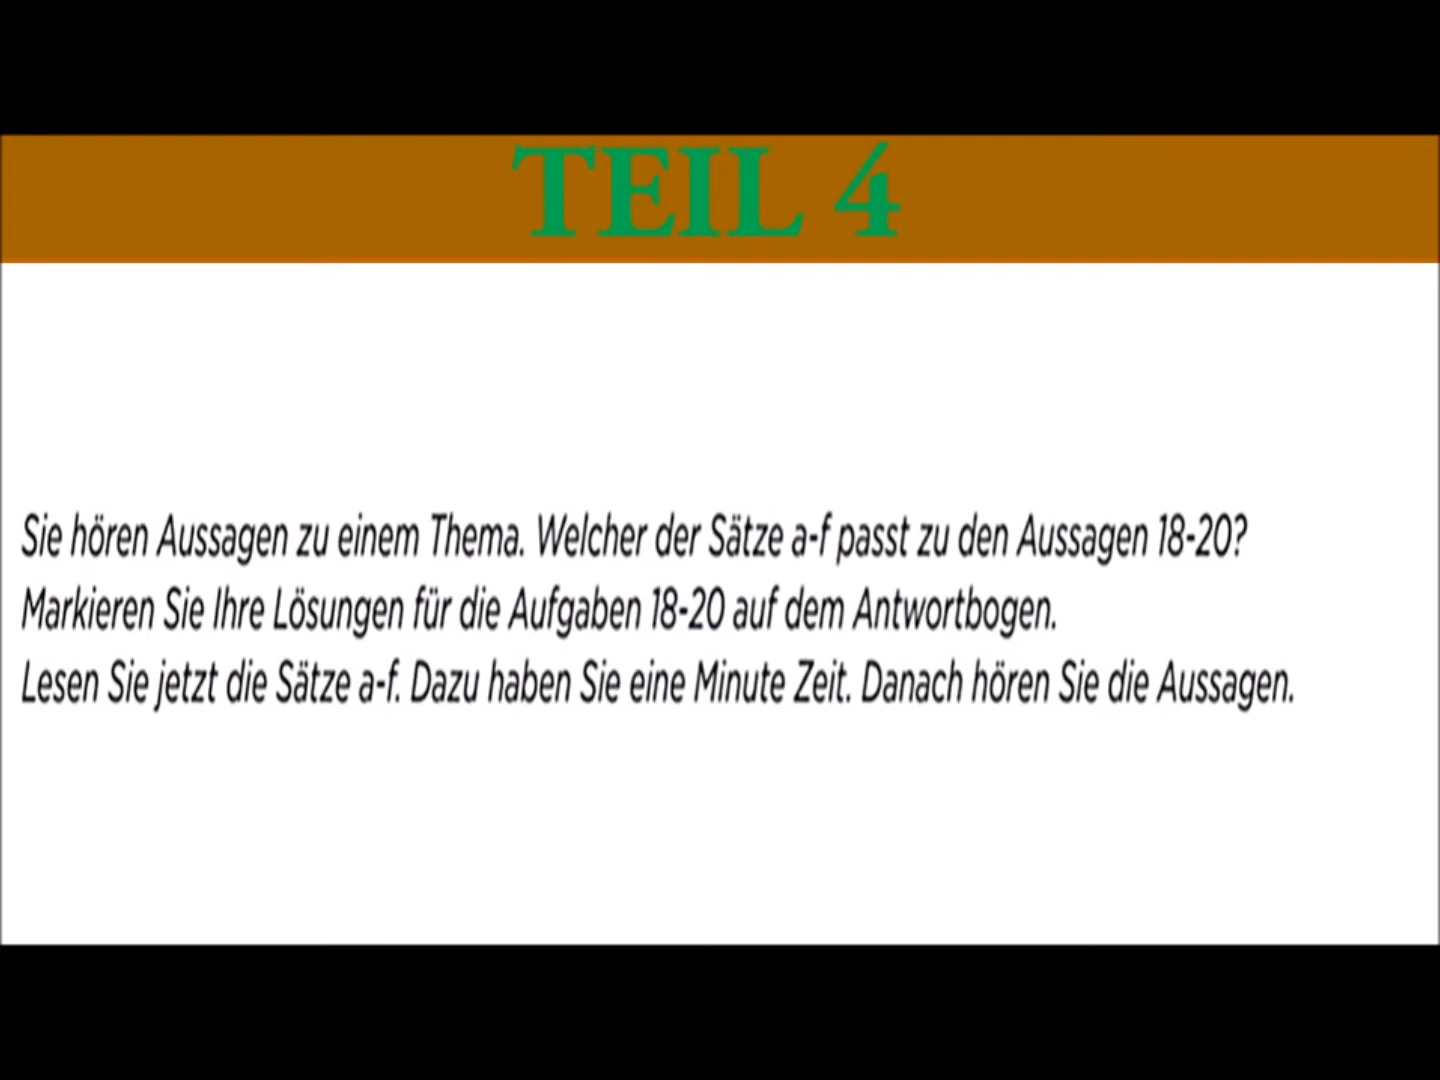 TEIL 4
Sie hören Aussagen zu einem Thema. Welcher der Sätze a-f passt zu den Aussagen 18-20?
Markieren Sie Ihre Lösungen für die Aufgaben 18-20 auf dem Antwortbogen.
Lesen Sie jetzt die Sätze a-f. Dazu haben Sie eine Minute Zeit. Danach hören Sie die Aussagen.